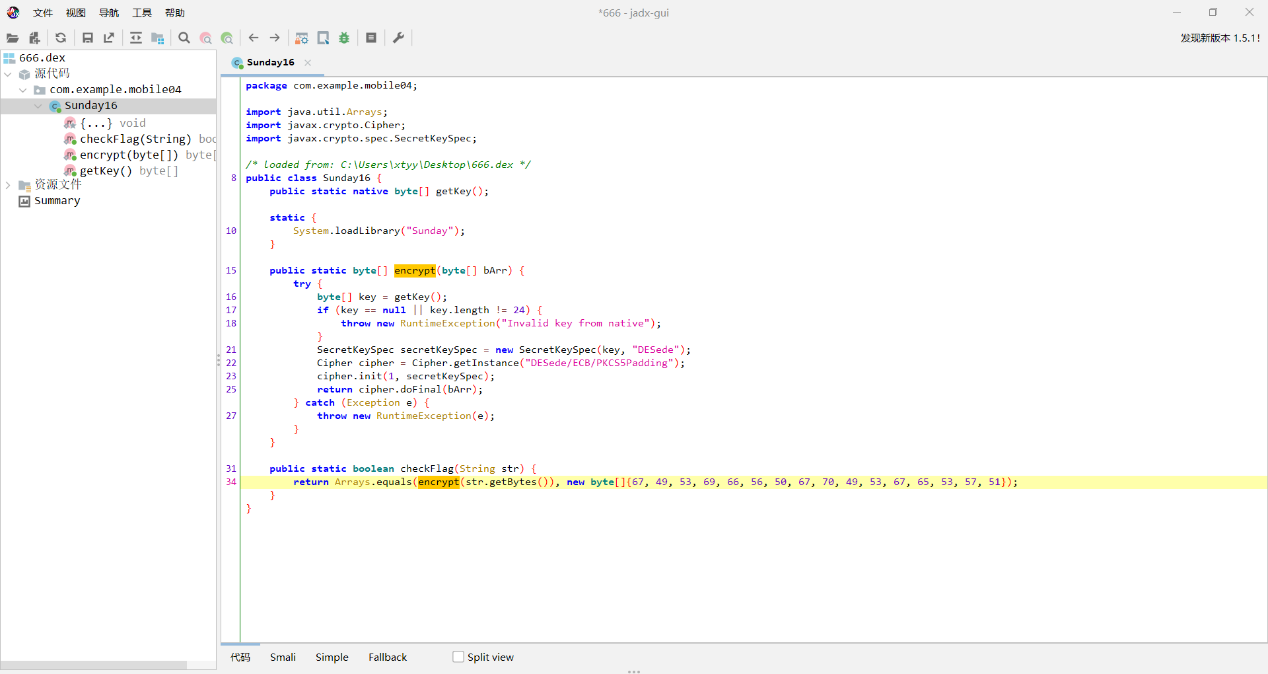 文件 视图 导航 工具 帮助 *666 - jadx-gui
发现新版本 1.5.1!
666.dex
源代码
com.example.mobile04
Sunday16
{...} void
checkFlag(String) boo
encrypt(byte[]) byte[
getKey() byte[]
资源文件
Summary
Sunday16
package com.example.mobile04;
import java.util.Arrays;
import javax.crypto.Cipher;
import javax.crypto.spec.SecretKeySpec;
/* loaded from: C:\Users\xtyy\Desktop\666.dex */
8 public class Sunday16 {
public static native byte[] getKey();
static {
10 System.loadLibrary("Sunday");
}
15 public static byte[] encrypt(byte[] bArr) {
try {
16 byte[] key = getKey();
17 if (key == null || key.length != 24) {
18 throw new RuntimeException("Invalid key from native");
}
21 SecretKeySpec secretKeySpec = new SecretKeySpec(key, "DESede");
22 Cipher cipher = Cipher.getInstance("DESede/ECB/PKCS5Padding");
23 cipher.init(1, secretKeySpec);
25 return cipher.doFinal(bArr);
} catch (Exception e) {
27 throw new RuntimeException(e);
}
}
31 public static boolean checkFlag(String str) {
34 return Arrays.equals(encrypt(str.getBytes()), new byte[]{67, 49, 53, 69, 66, 56, 50, 67, 70, 49, 53, 67, 65, 53, 57, 51});
}
}
代码 Smali Simple Fallback Split view